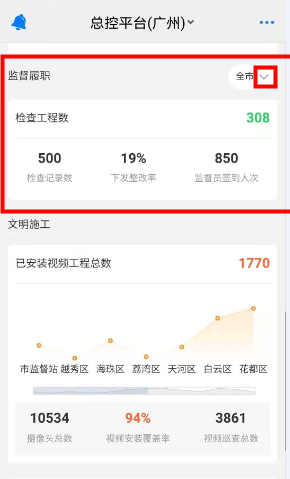 总控平台(广州)
监督履职 全市
检查工程数 308
500 19% 850
检查记录数 下发整改率 监督员签到人次
文明施工
已安装视频工程总数 1770
市监督站 越秀区 海珠区 荔湾区 天河区 白云区 花都区
10534 94% 3861
摄像头总数 视频安装覆盖率 视频巡查总数